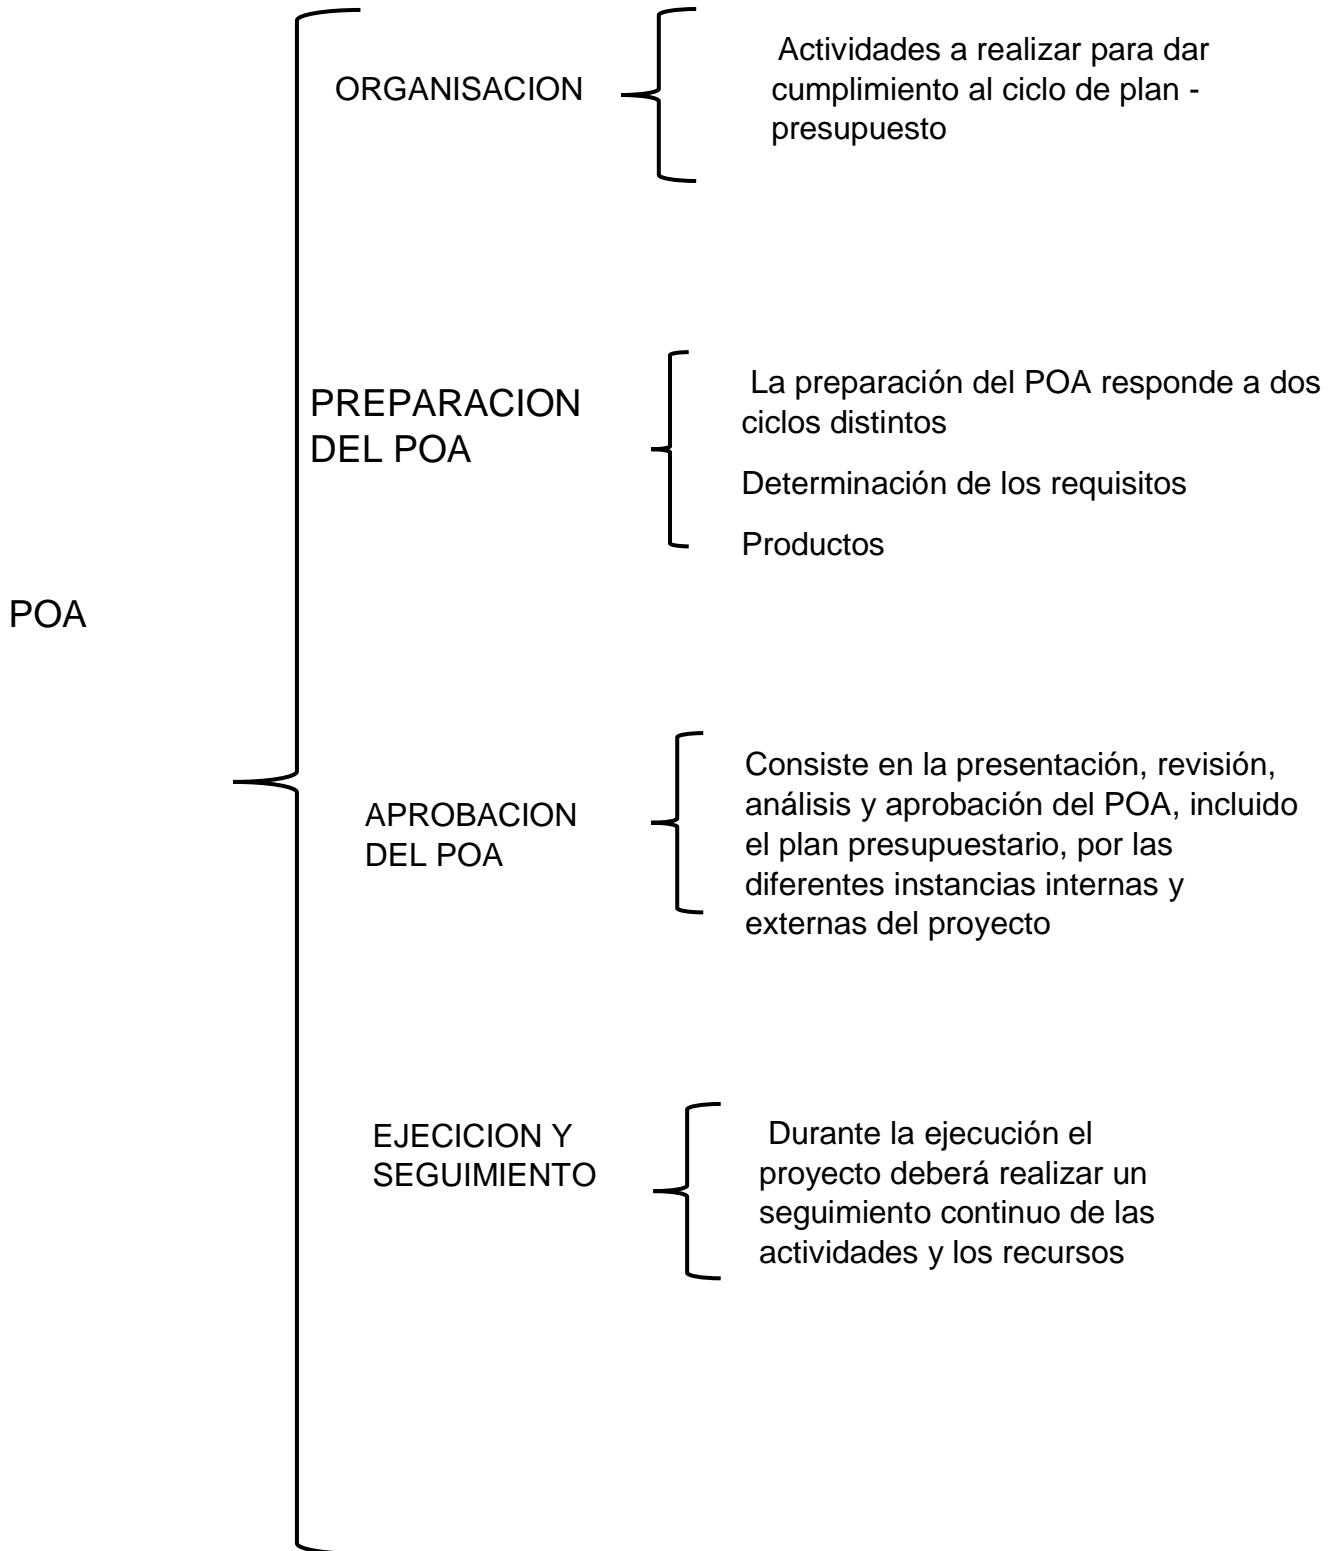 POA
ORGANISACION
Actividades a realizar para dar
cumplimiento al ciclo de plan -
presupuesto
PREPARACION
DEL POA
La preparación del POA responde a dos
ciclos distintos
Determinación de los requisitos
Productos
APROBACION
DEL POA
Consiste en la presentación, revisión,
análisis y aprobación del POA, incluido
el plan presupuestario, por las
diferentes instancias internas y
externas del proyecto
EJECICION Y
SEGUIMIENTO
Durante la ejecución el
proyecto deberá realizar un
seguimiento continuo de las
actividades y los recursos